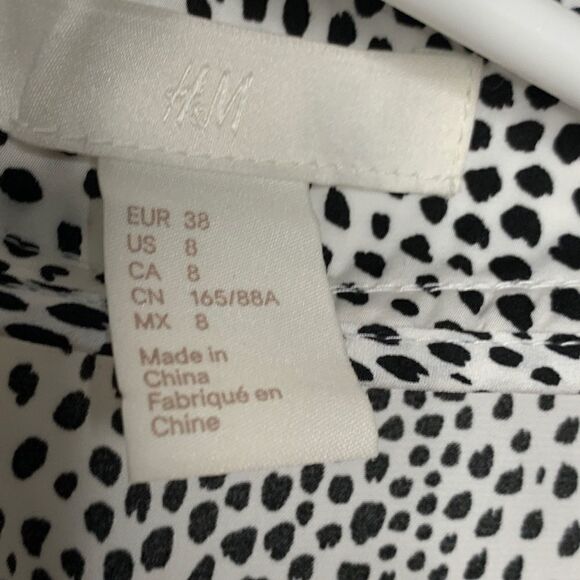 H&M
EUR 38
US 8
CA 8
CN 165/88A
MX 8
Made in
China
Fabriqué en
Chine